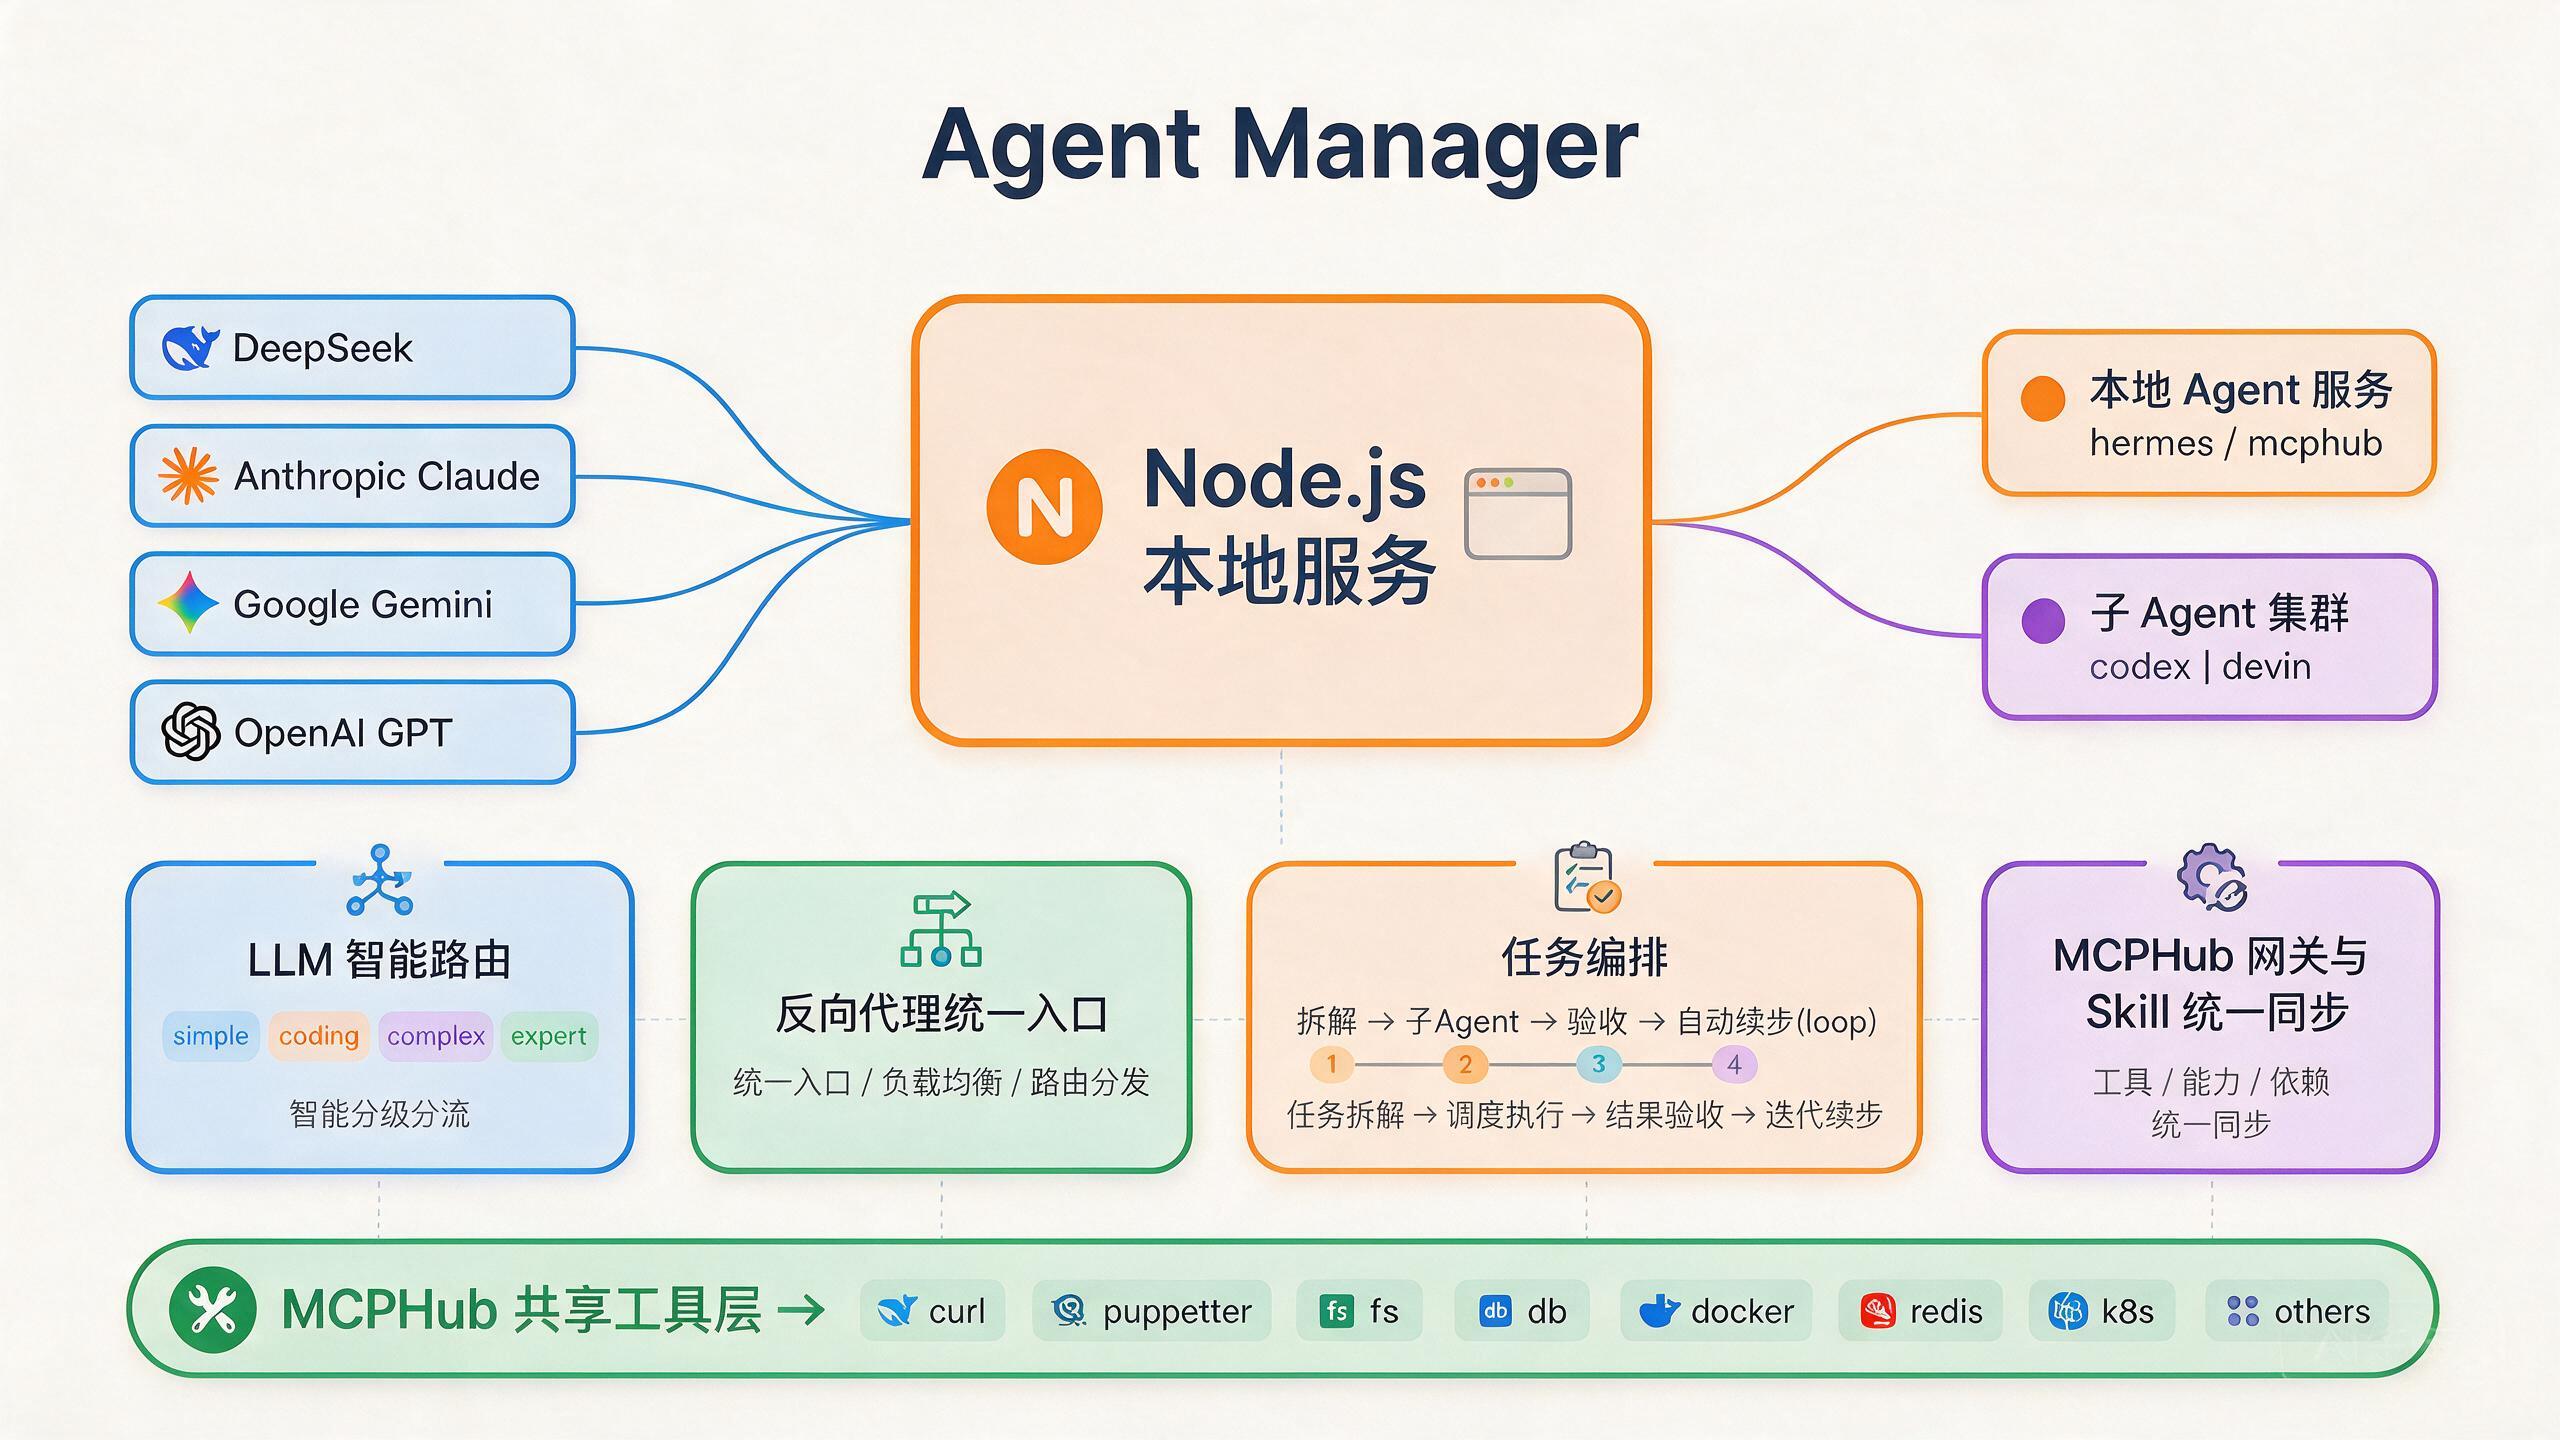 Agent Manager
DeepSeek
Anthropic Claude
Google Gemini
OpenAI GPT
N
Node.js
本地服务
本地 Agent 服务
hermes / mcphub
子 Agent 集群
codex | devin
LLM 智能路由
simple coding complex expert
智能分级分流
反向代理统一入口
统一入口 / 负载均衡 / 路由分发
任务编排
拆解 → 子Agent → 验收 → 自动续步(loop)
1 2 3 4
任务拆解 → 调度执行 → 结果验收 → 迭代续步
MCPHub 网关与
Skill 统一同步
工具 / 能力 / 依赖
统一同步
MCPHub 共享工具层 →
curl
puppetter
fs fs
db db
docker
redis
k8s
others